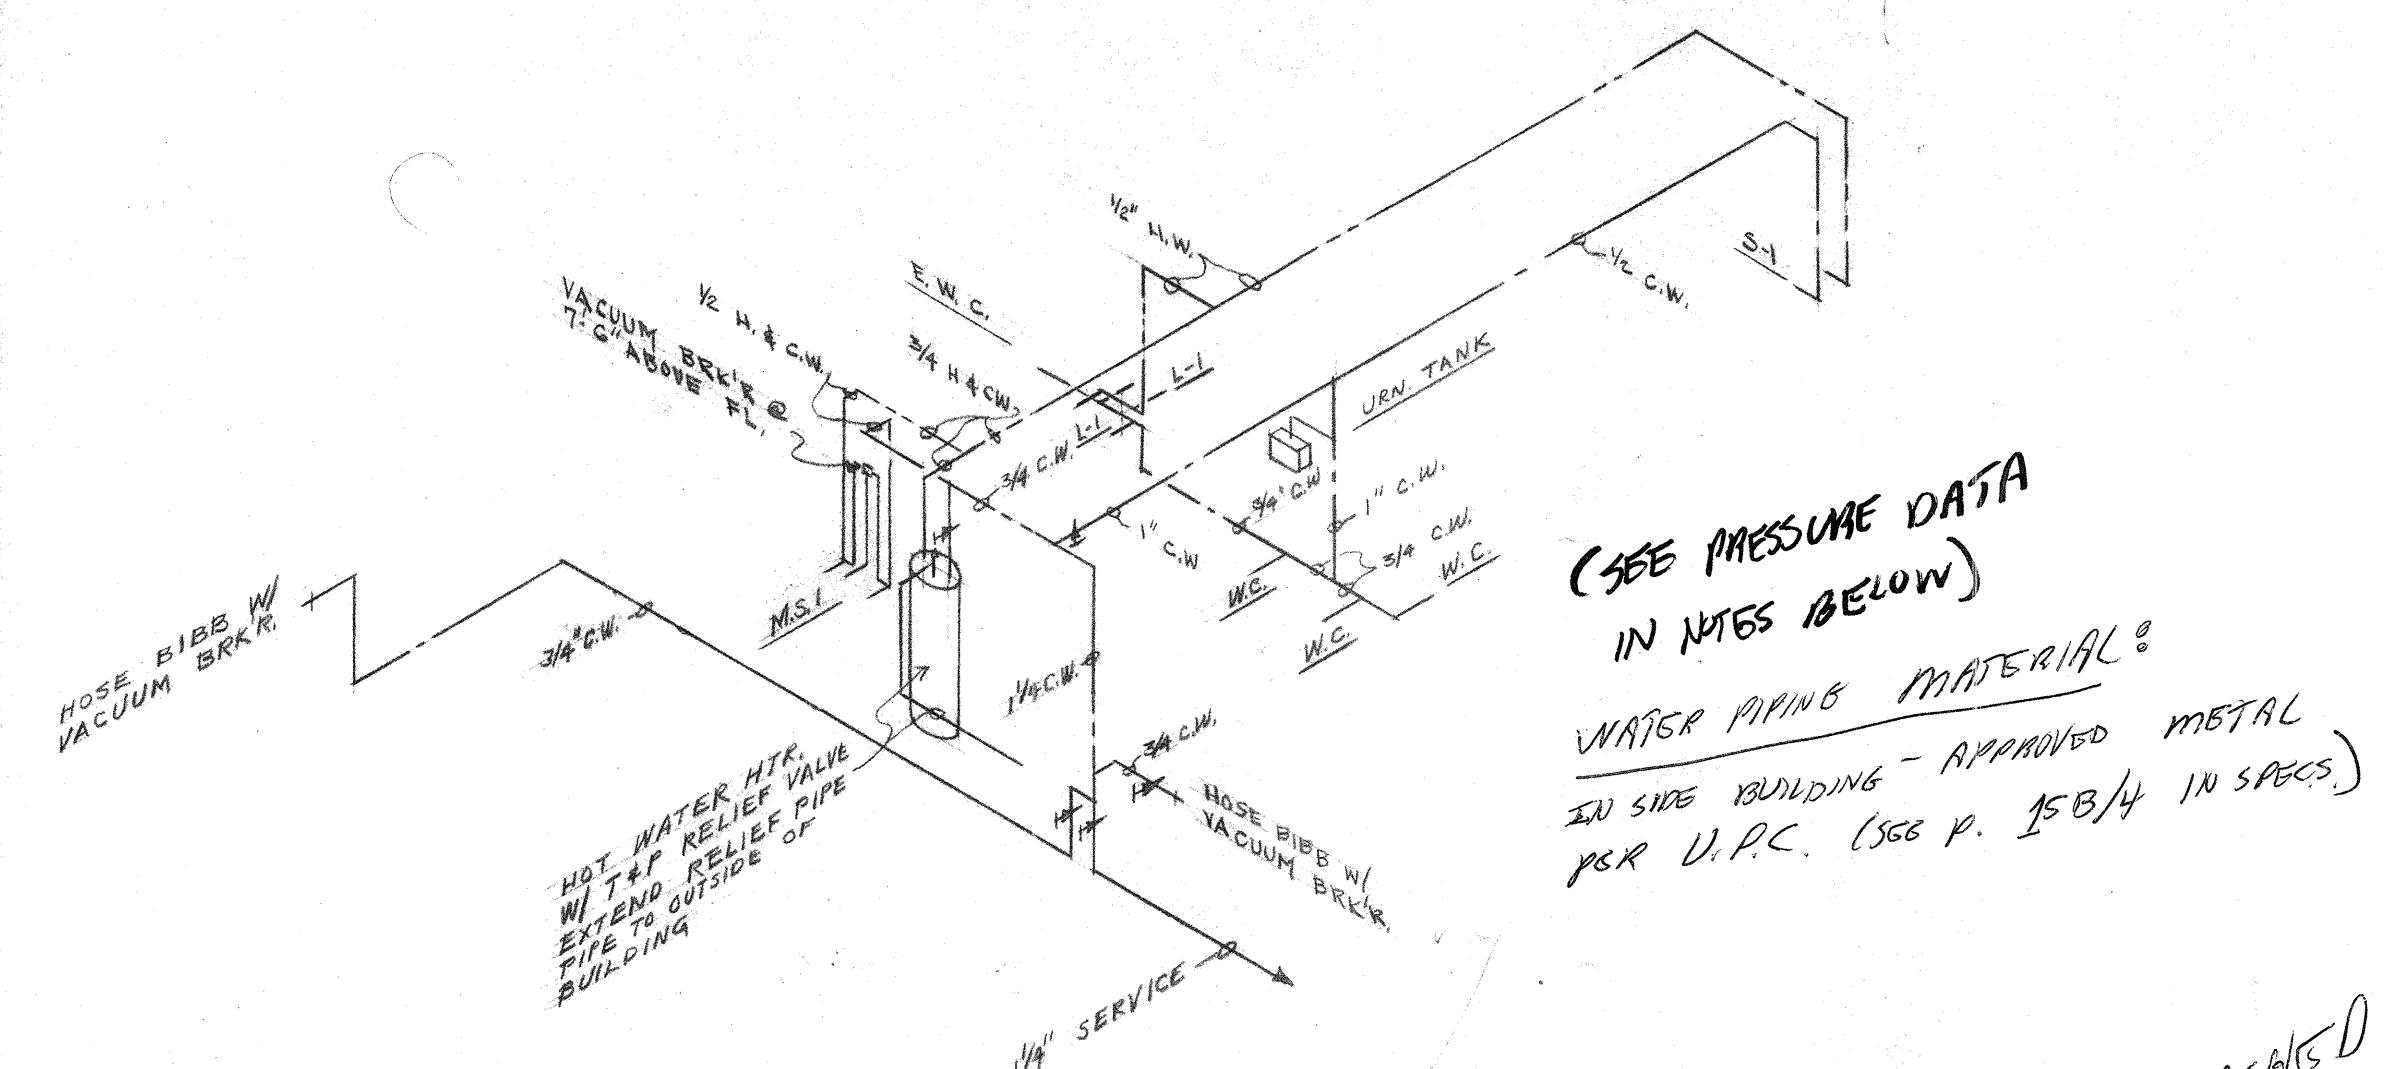 ½" H.W.
E. W. C.
S-1
½ C.W.
½ H. & C.W.
VACUUM BRK'R @
7'-6" ABOVE FL.
3/4 H & CW.
L-1
L-1
URN. TANK
3/4 C.W.
3/4" C.W.
1" C.W.
1" C.W
3/4 C.W.
W.C.
W.C.
W.C.
M.S.1
HOSE BIBB W/
VACUUM BRK'R.
3/4" C.W.
1¼ C.W.
3/4 C.W.
HOSE BIBB W/
VACUUM BRK'R.
HOT WATER HTR.
W/ T&P RELIEF VALVE
EXTEND RELIEF PIPE
PIPE TO OUTSIDE OF
BUILDING
1¼" SERVICE
(SEE PRESSURE DATA
IN NOTES BELOW)
WATER PIPING MATERIAL:
IN SIDE BUILDING - APPROVED METAL
PER U.P.C. (SEE P. 15B/4 IN SPECS.)